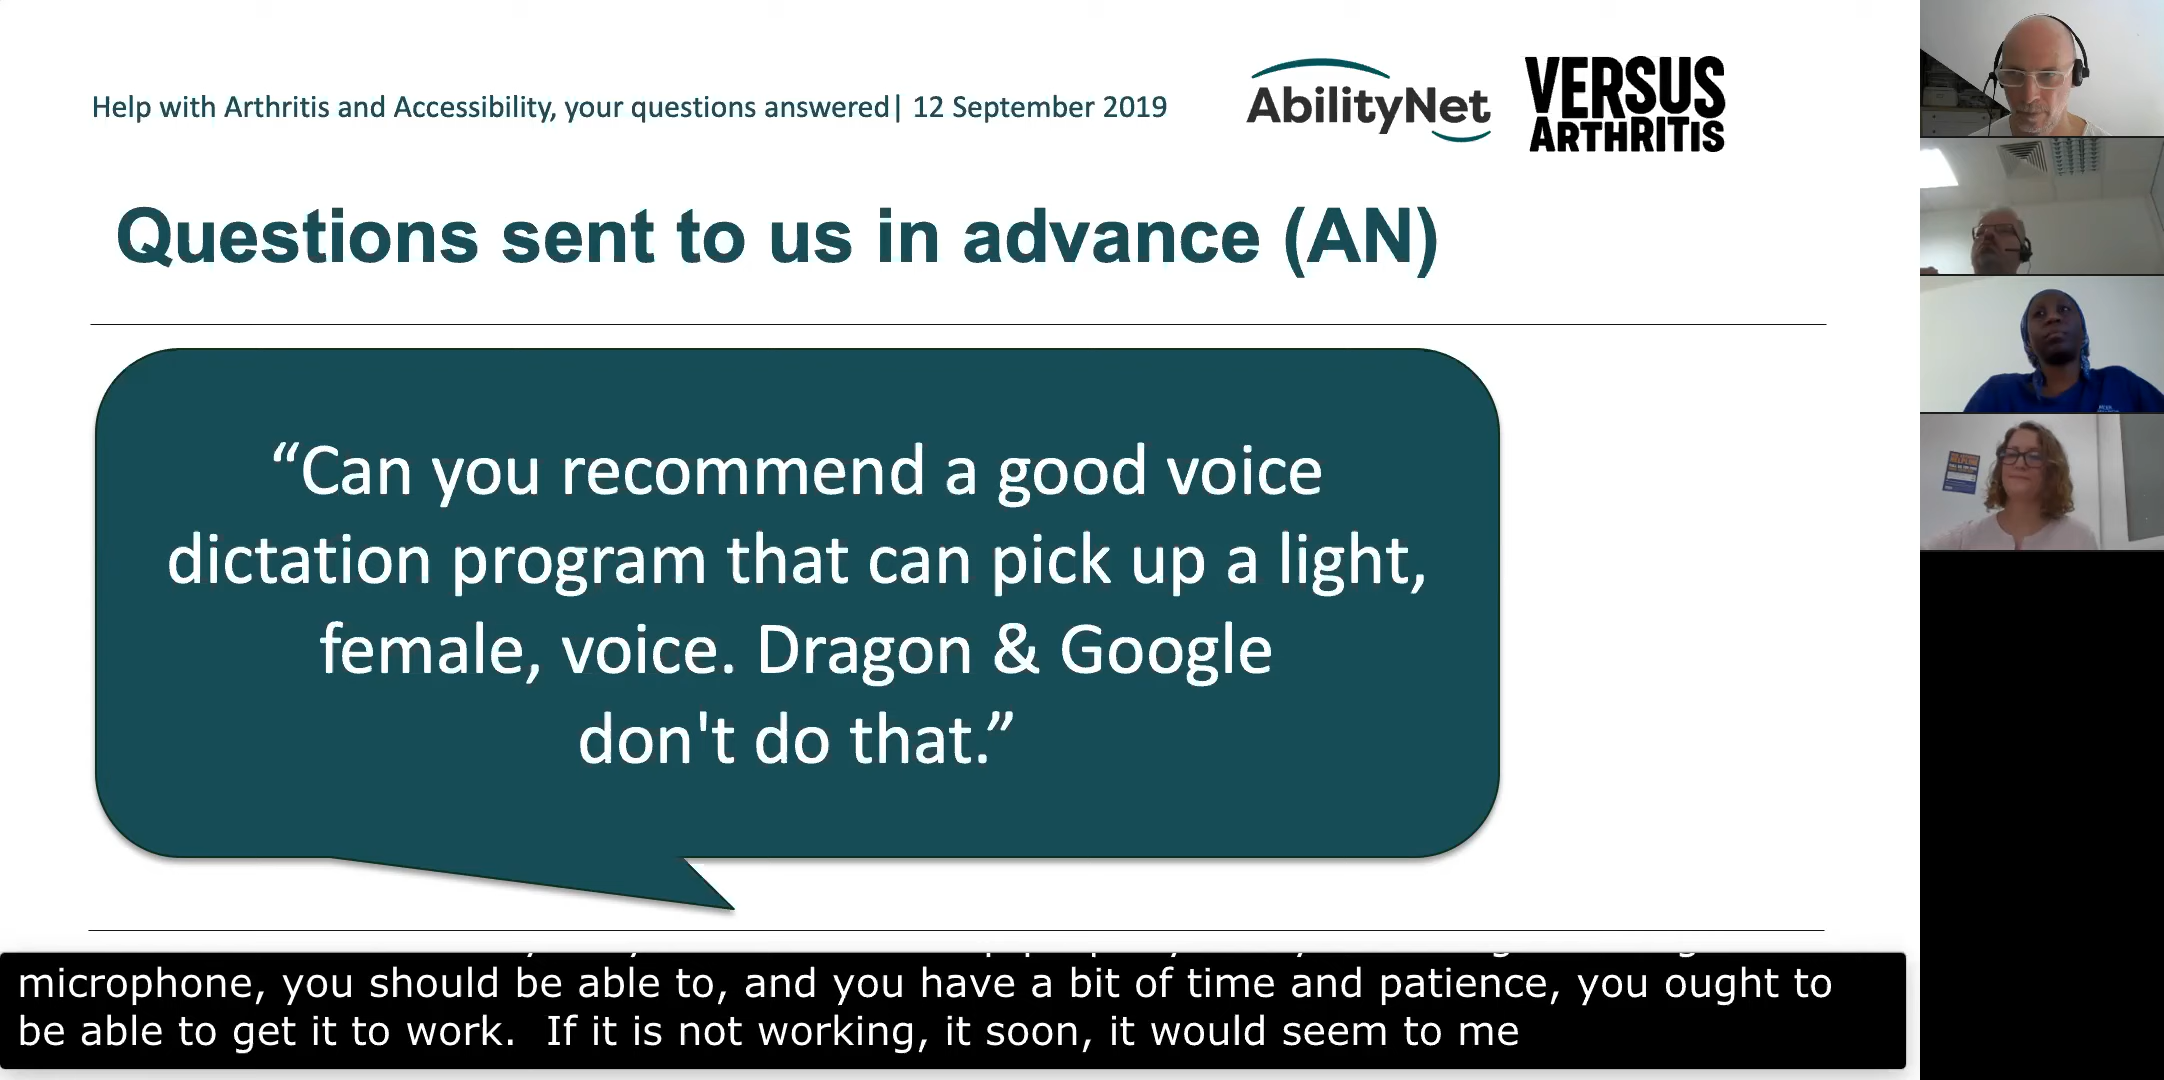 Help with Arthritis and Accessibility, your questions answered| 12 September 2019
AbilityNet
VERSUS
ARTHRITIS
Questions sent to us in advance (AN)
“Can you recommend a good voice
dictation program that can pick up a light,
female, voice. Dragon & Google
don't do that.”
microphone, you should be able to, and you have a bit of time and patience, you ought to
be able to get it to work.  If it is not working, it soon, it would seem to me